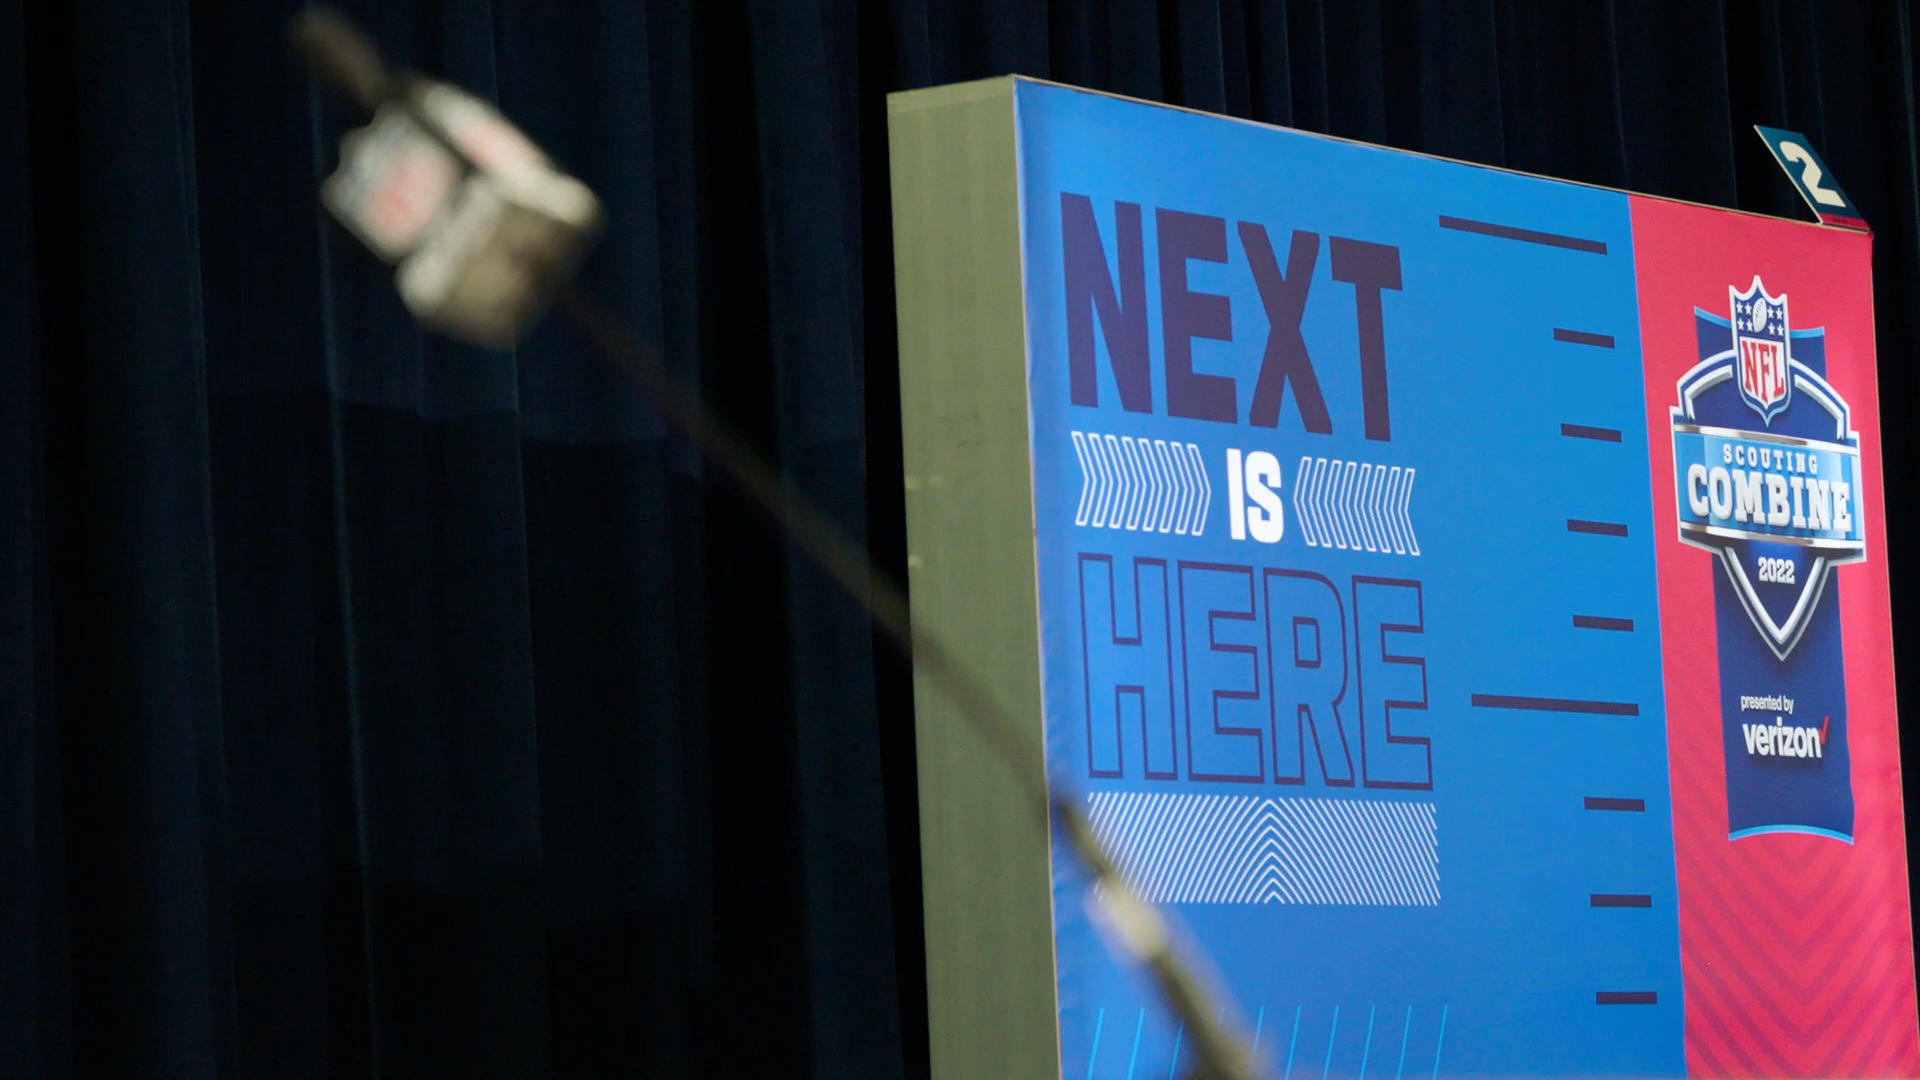 NEXT
IS
HERE
2
NFL
SCOUTING
COMBINE
2022
presented by
verizon